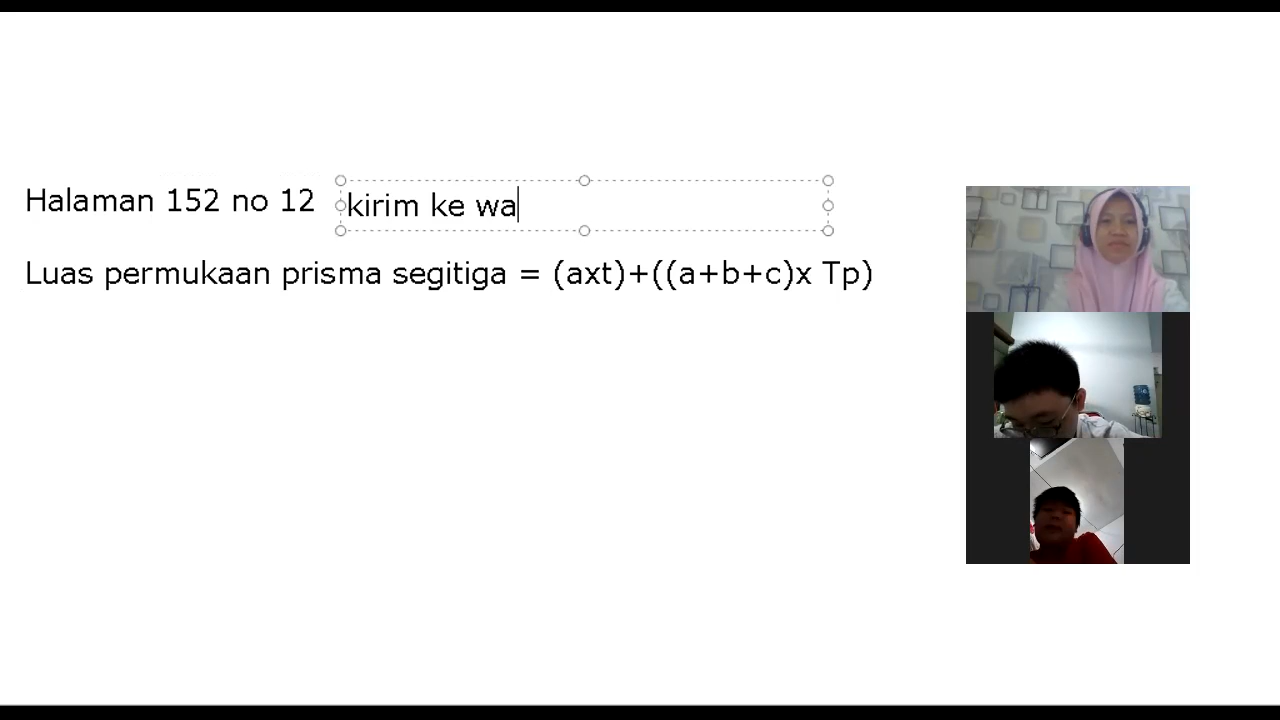 Halaman 152 no 12 kirim ke wa
Luas permukaan prisma segitiga = (axt)+((a+b+c)x Tp)